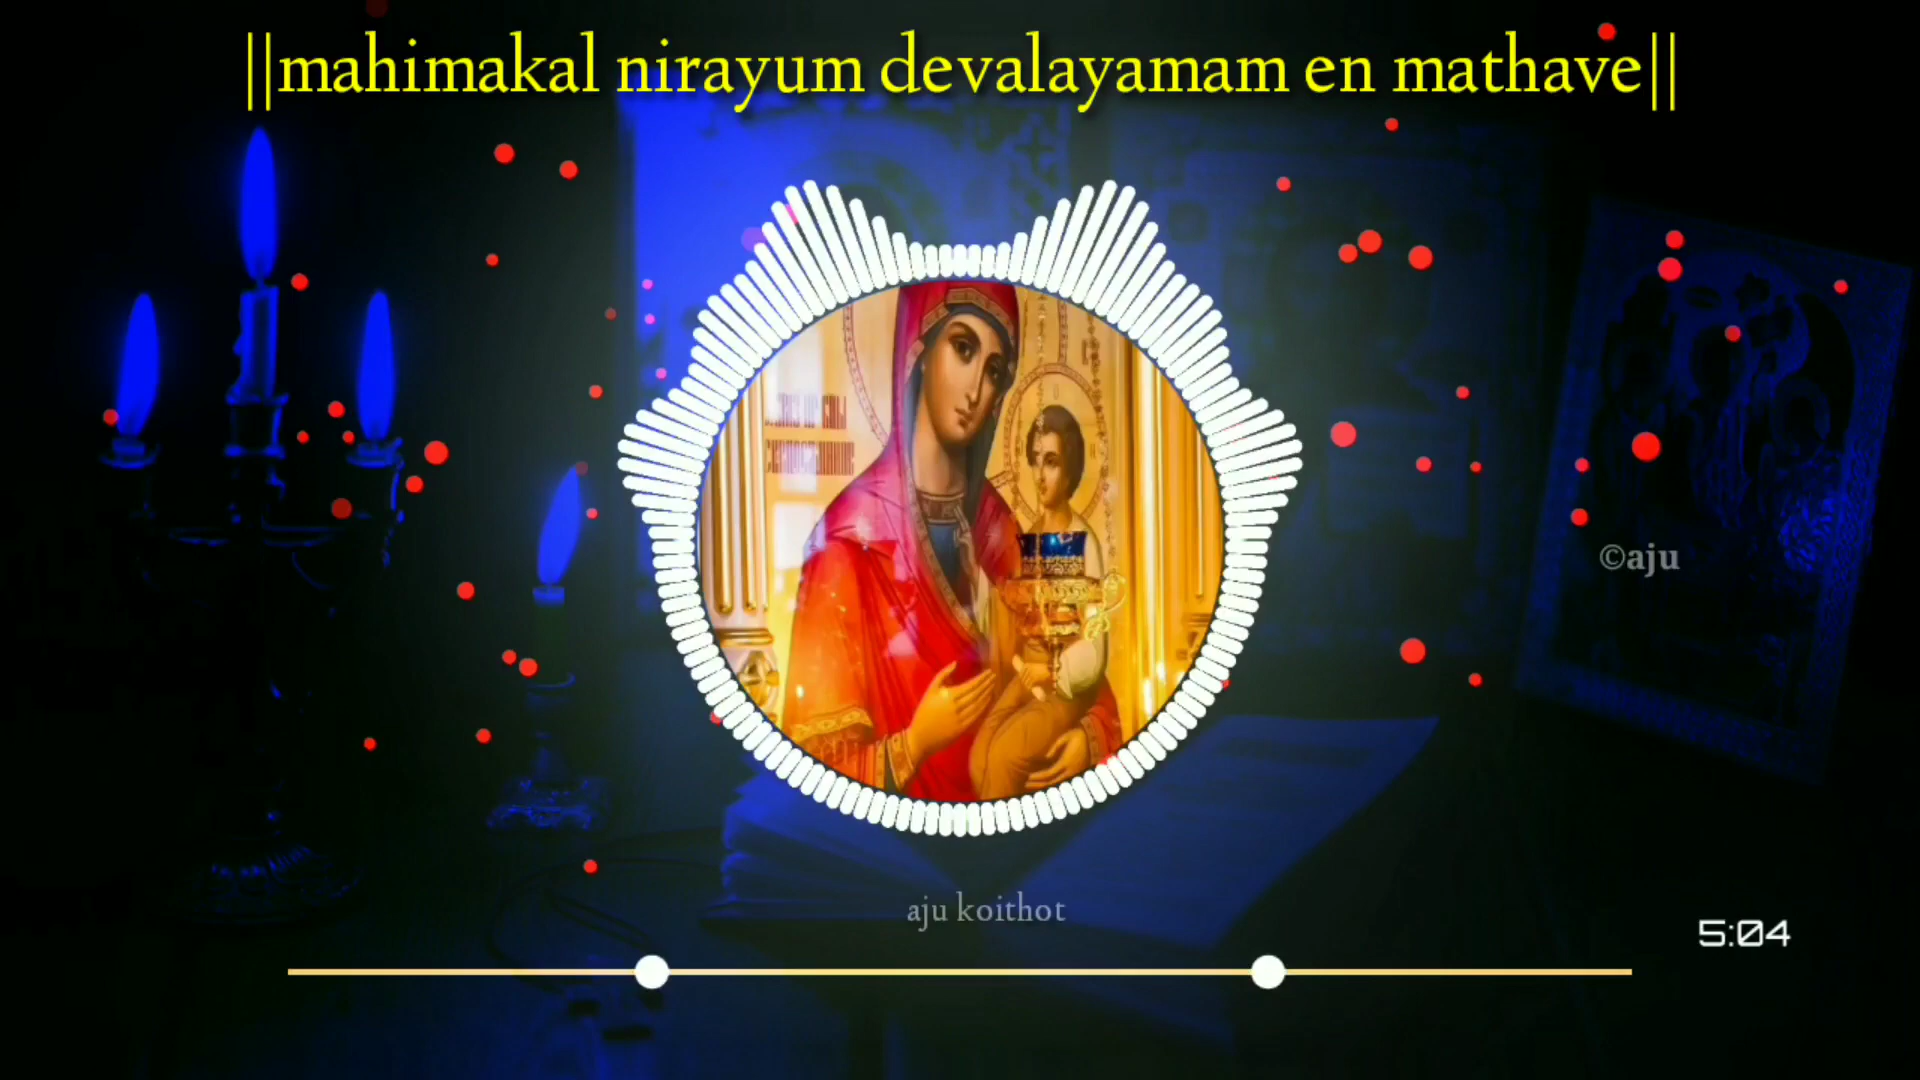 ||mahimakal nirayum devalayamam en mathave||
©aju
aju koithot
5:04